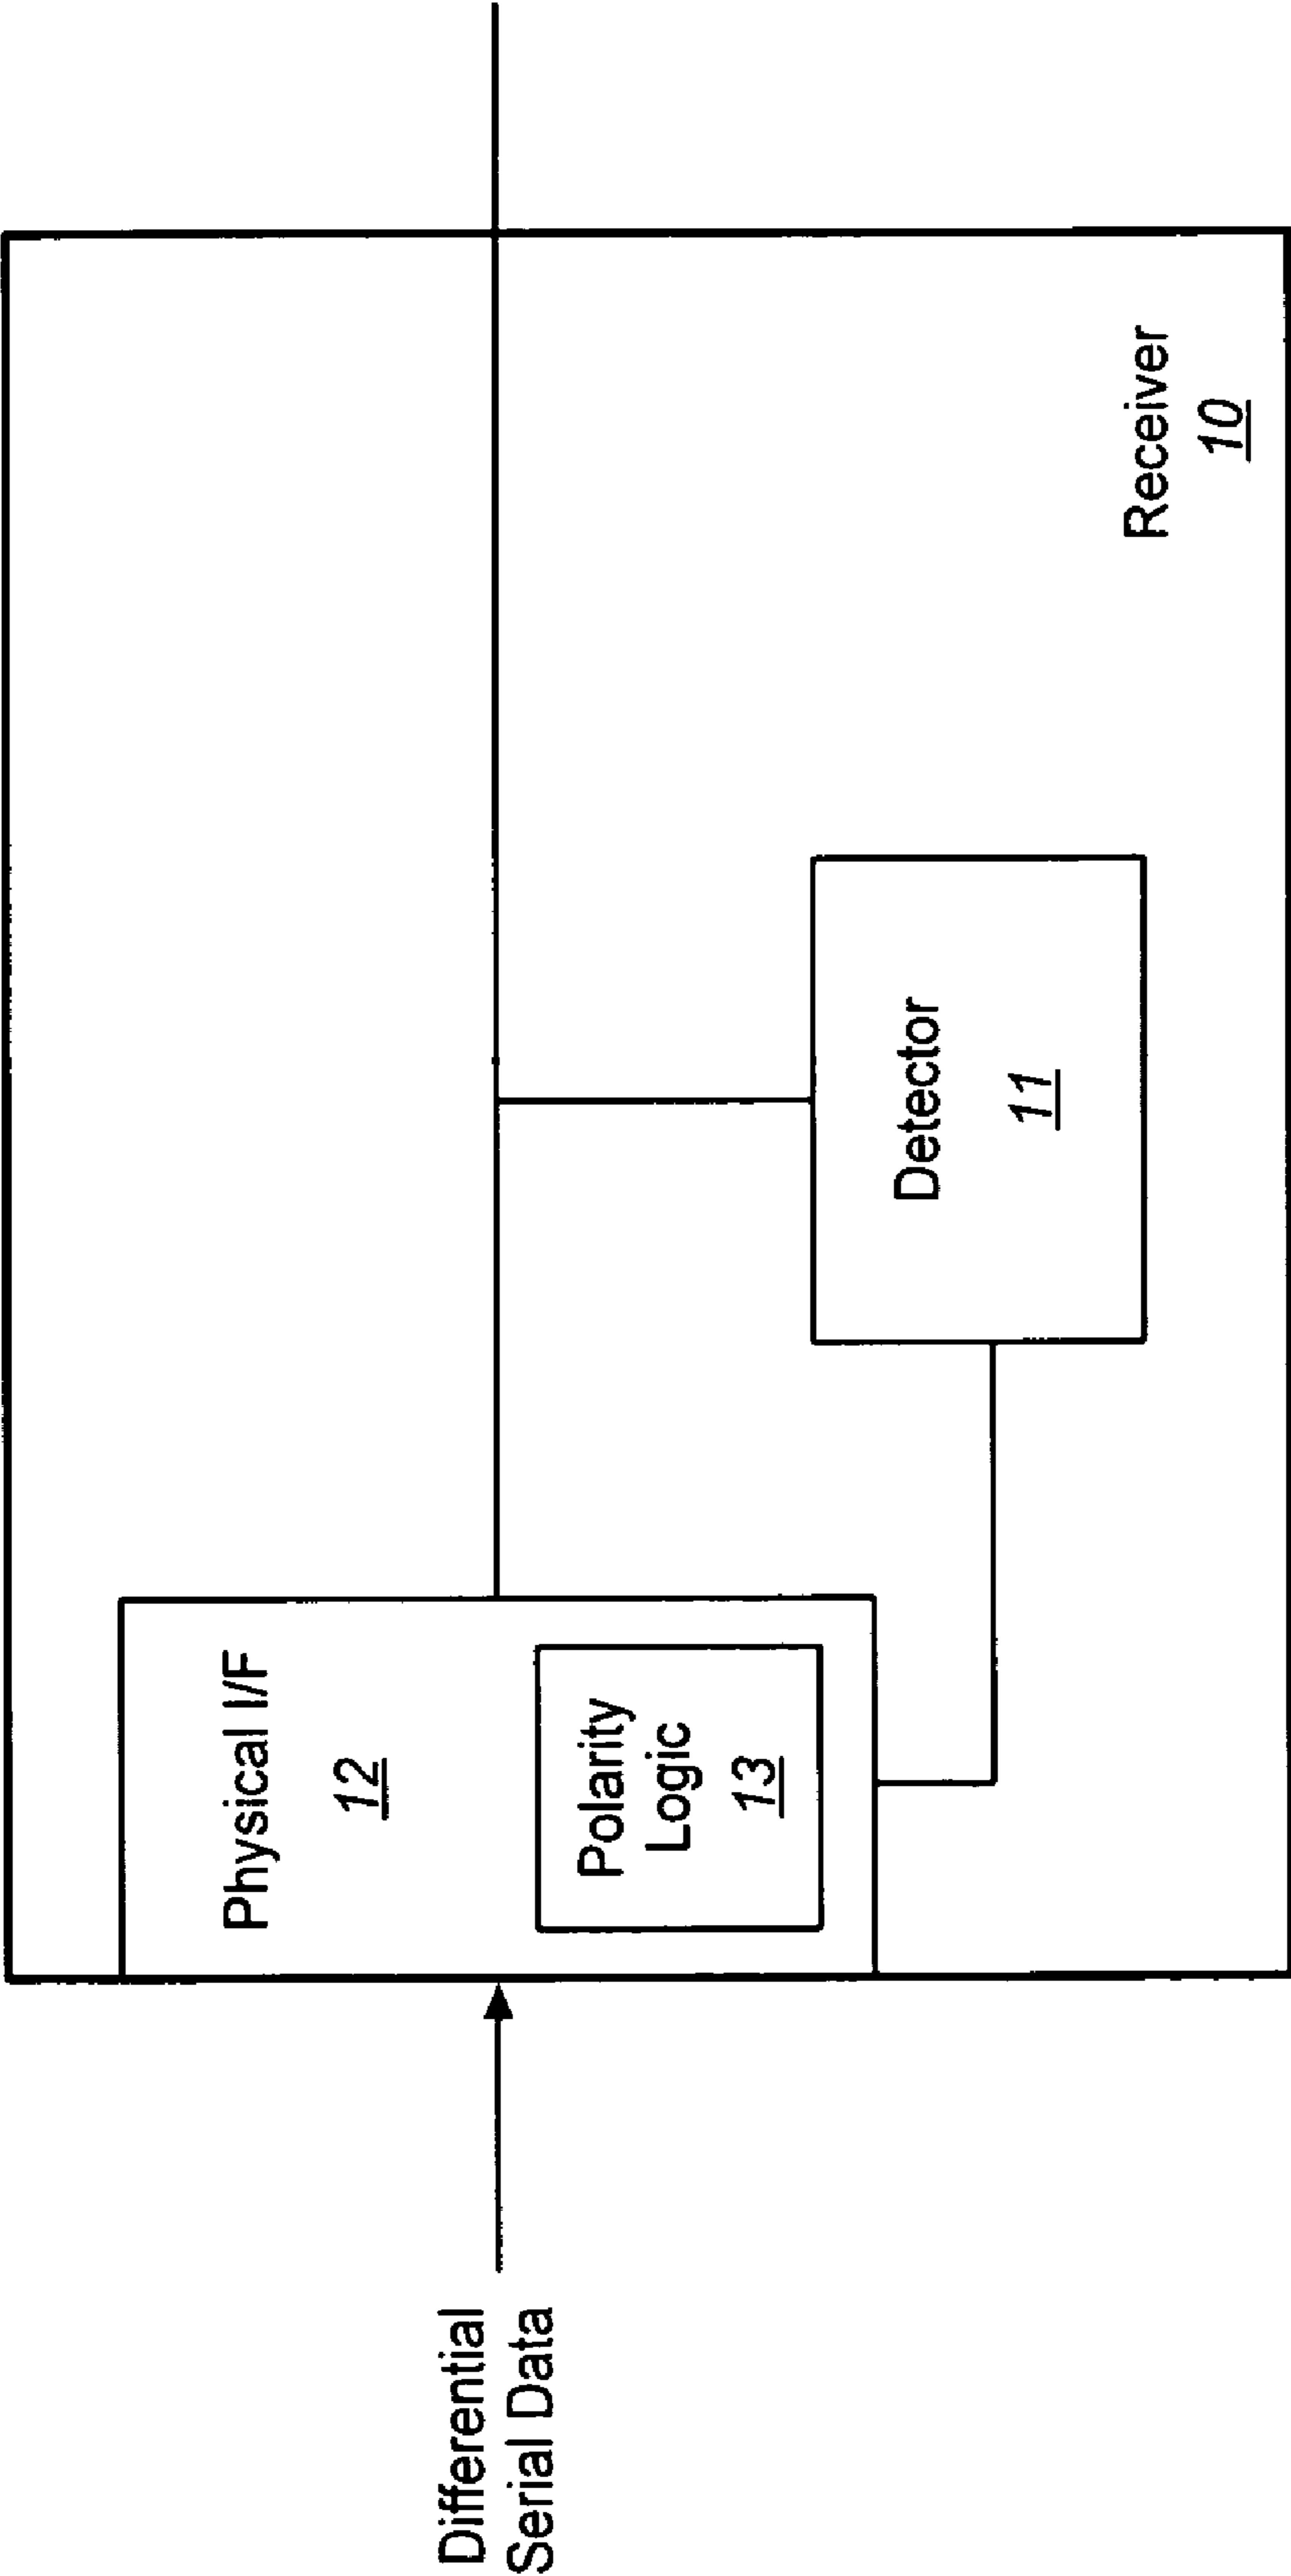 Differential
Serial Data
Physical I/F
12
Polarity
Logic
13
Detector
11
Receiver
10